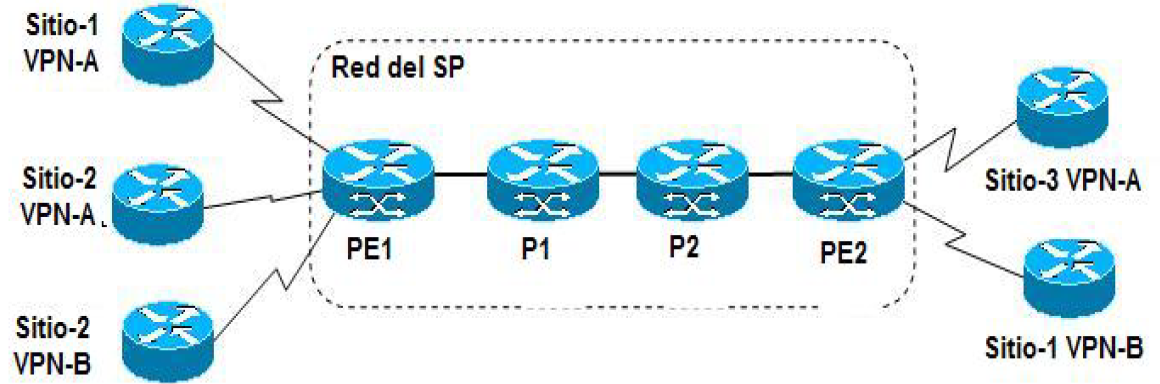 Sitio-1
VPN-A
Red del SP
Sitio-2
VPN-A
Sitio-3 VPN-A
PE1
P1
P2
PE2
Sitio-2
VPN-B
Sitio-1 VPN-B